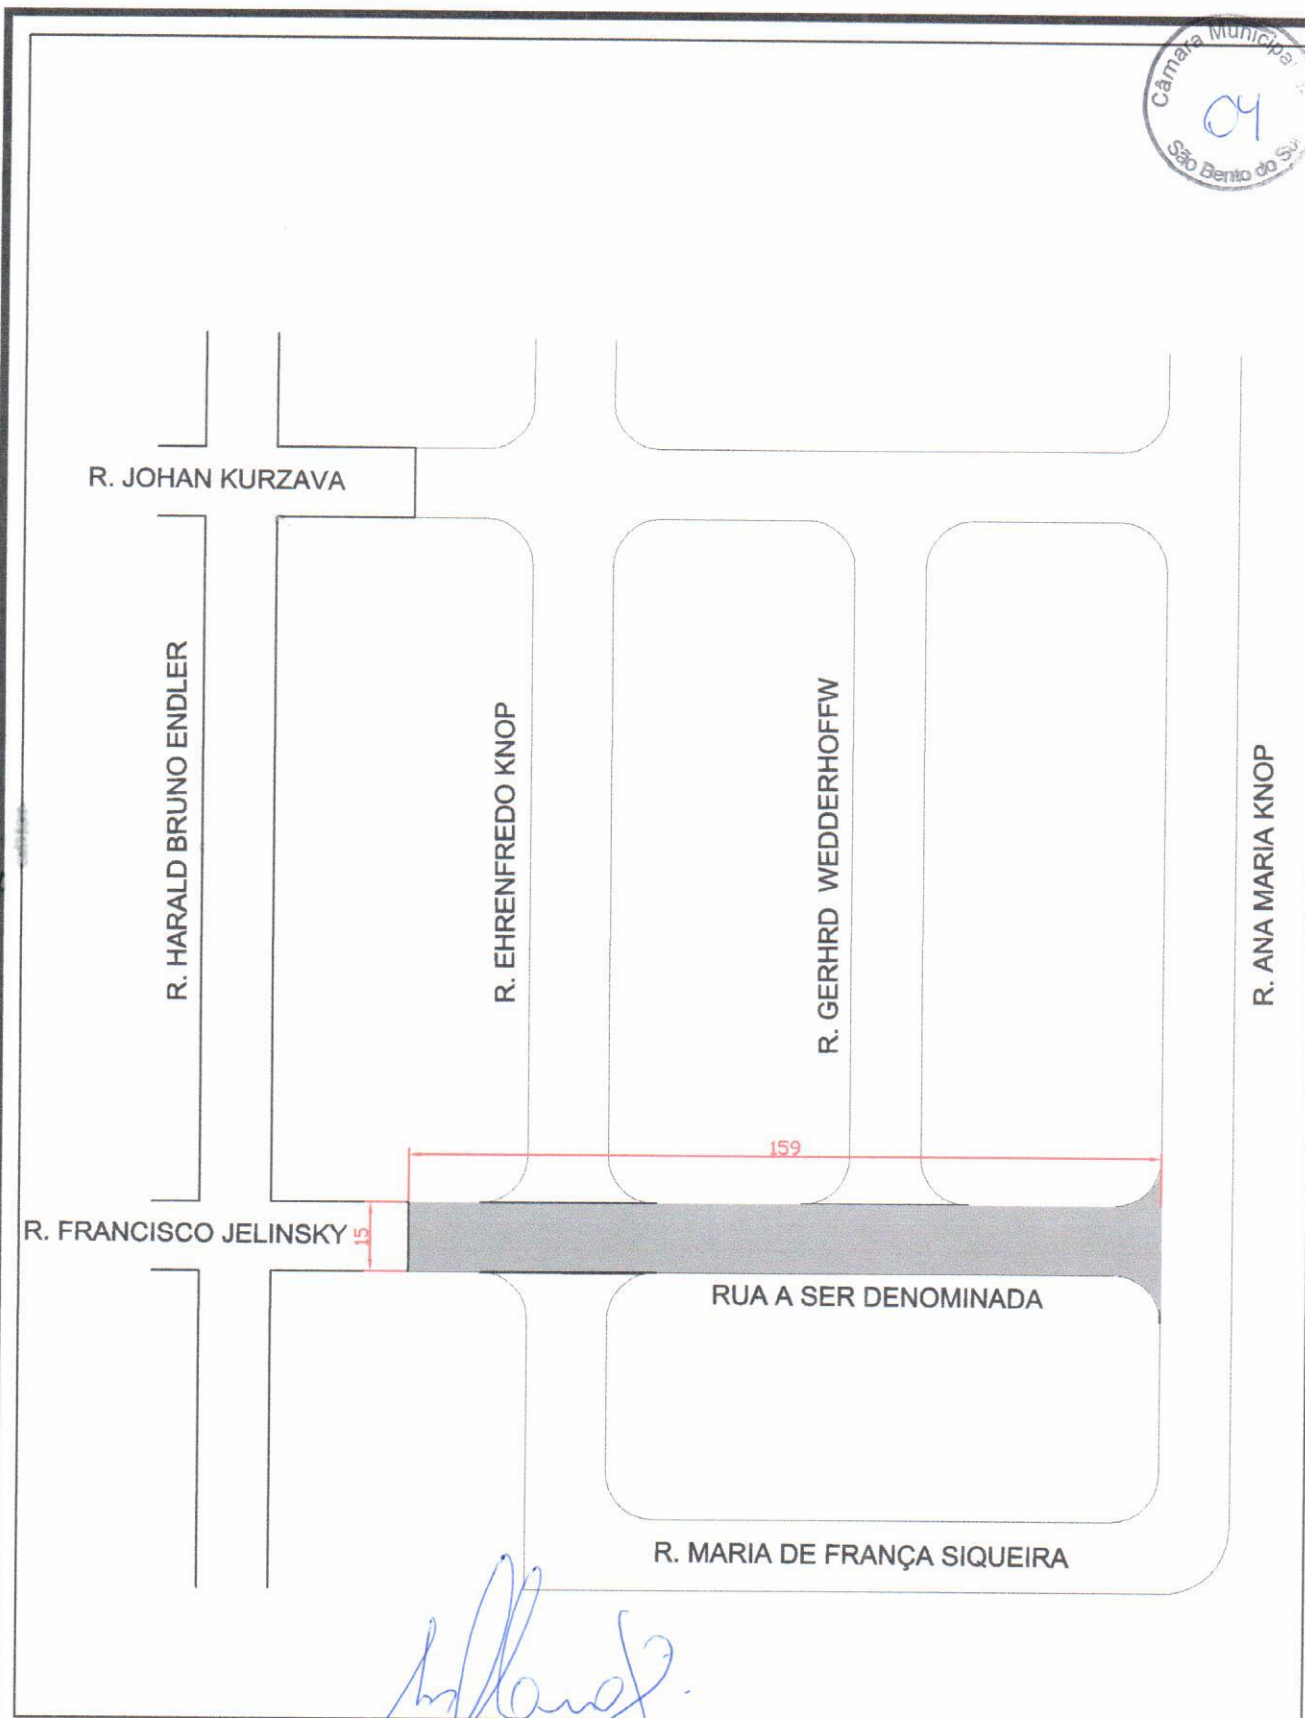 Câmara Municipal
04
São Bento do Sul
R. JOHAN KURZAVA
R. HARALD BRUNO ENDLER
R. EHRENFREDO KNOP
R. GERHRD WEDDERHOFFW
R. ANA MARIA KNOP
159
R. FRANCISCO JELINSKY
15
RUA A SER DENOMINADA
R. MARIA DE FRANÇA SIQUEIRA